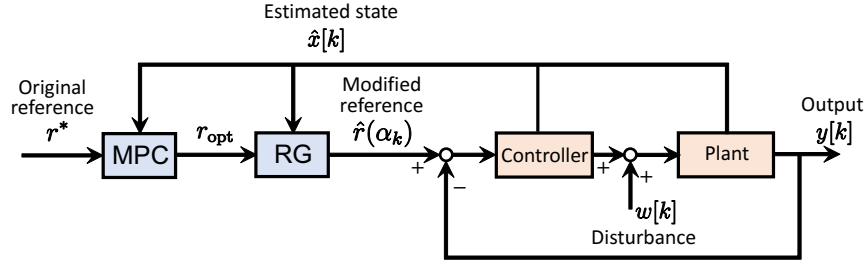 Estimated state
x̂[k]
Original
reference
r*
Modified
reference
r_opt
r̂(α_k)
Output
y[k]
MPC
RG
Controller
Plant
+
−
+
+
w[k]
Disturbance